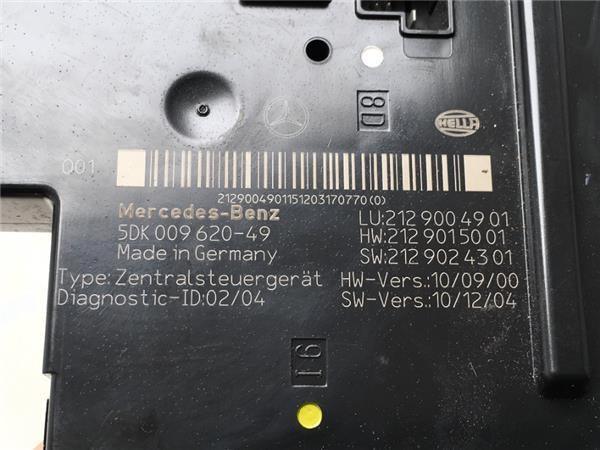 8D
HELLA
001
2129004901151203170770(0)
Mercedes-Benz
5DK 009 620-49
Made in Germany
LU:212 900 49 01
HW:212 901 50 01
SW:212 902 43 01
Type: Zentralsteuergerät HW-Vers.:10/09/00
Diagnostic-ID:02/04 SW-Vers.:10/12/04
16